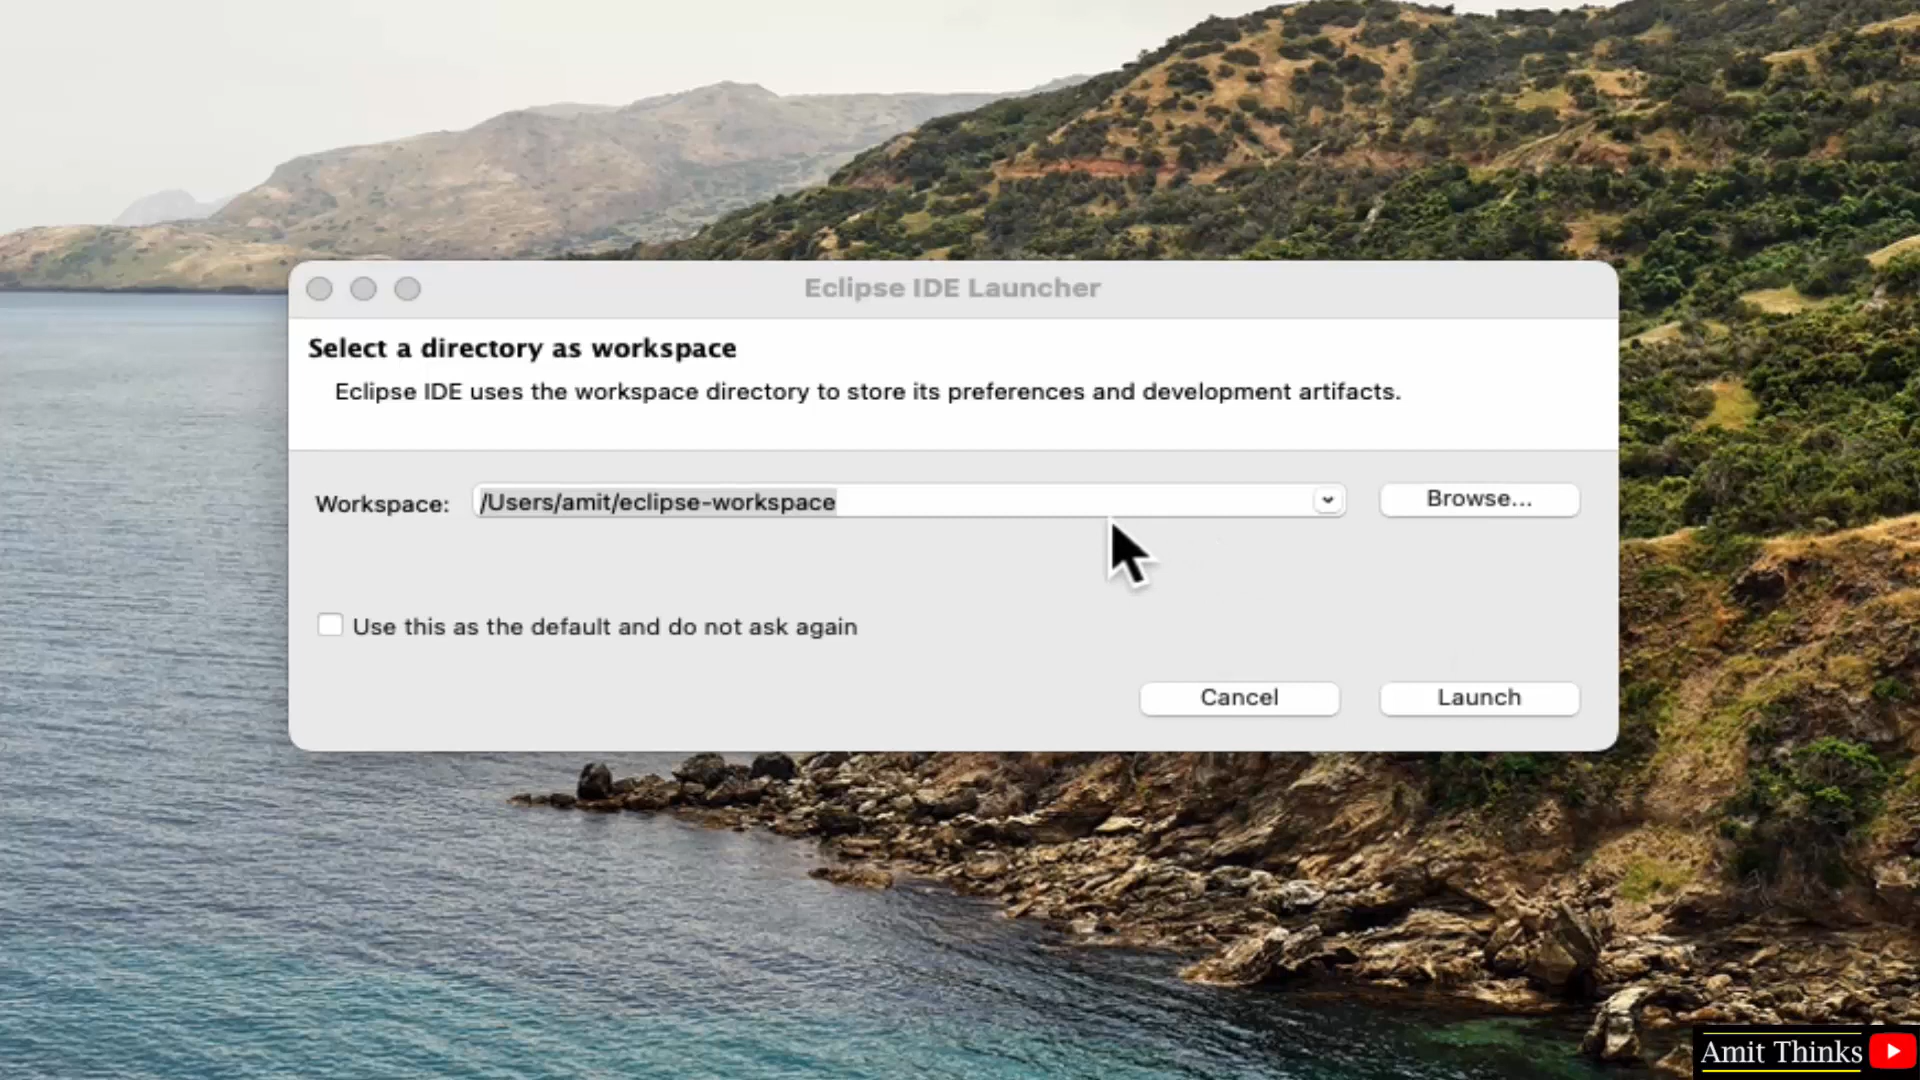 Eclipse IDE Launcher
Select a directory as workspace
Eclipse IDE uses the workspace directory to store its preferences and development artifacts.
Workspace: /Users/amit/eclipse-workspace Browse...
Use this as the default and do not ask again
Cancel Launch
Amit Thinks